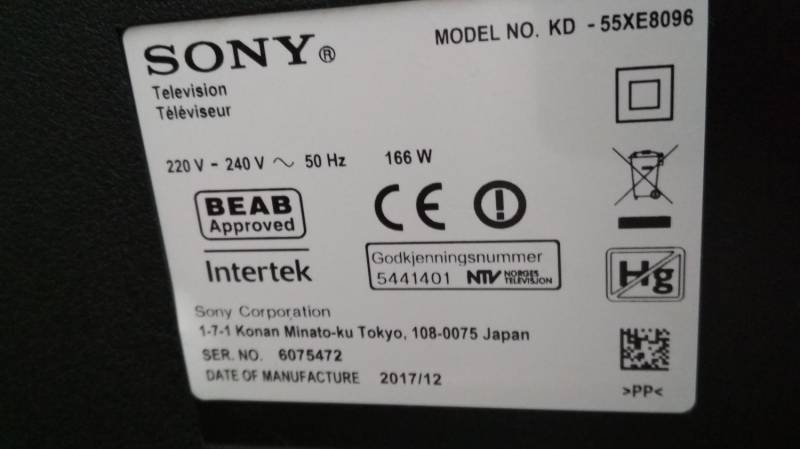 SONY®
MODEL NO. KD - 55XE8096
Television
Téléviseur
220 V - 240 V ~ 50 Hz 166 W
BEAB
Approved
CE
Intertek
Godkjenningsnummer
5441401 NTV NORGES TELEVISJON
Hg
Sony Corporation
1-7-1 Konan Minato-ku Tokyo, 108-0075 Japan
SER. NO. 6075472
DATE OF MANUFACTURE 2017/12
>PP<